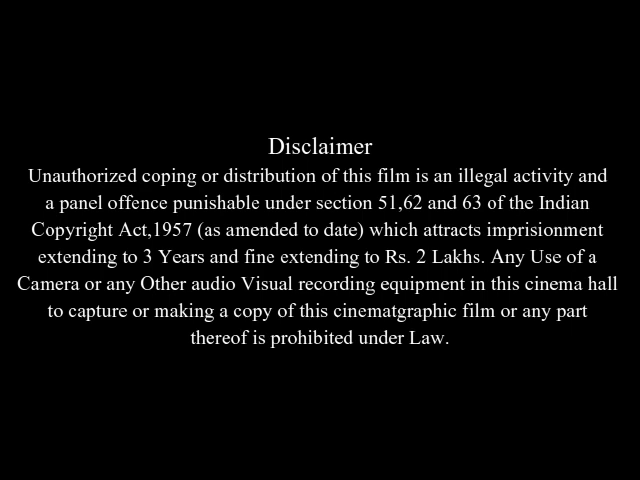 Disclaimer
Unauthorized coping or distribution of this film is an illegal activity and
a panel offence punishable under section 51,62 and 63 of the Indian
Copyright Act,1957 (as amended to date) which attracts imprisionment
extending to 3 Years and fine extending to Rs. 2 Lakhs. Any Use of a
Camera or any Other audio Visual recording equipment in this cinema hall
to capture or making a copy of this cinematgraphic film or any part
thereof is prohibited under Law.